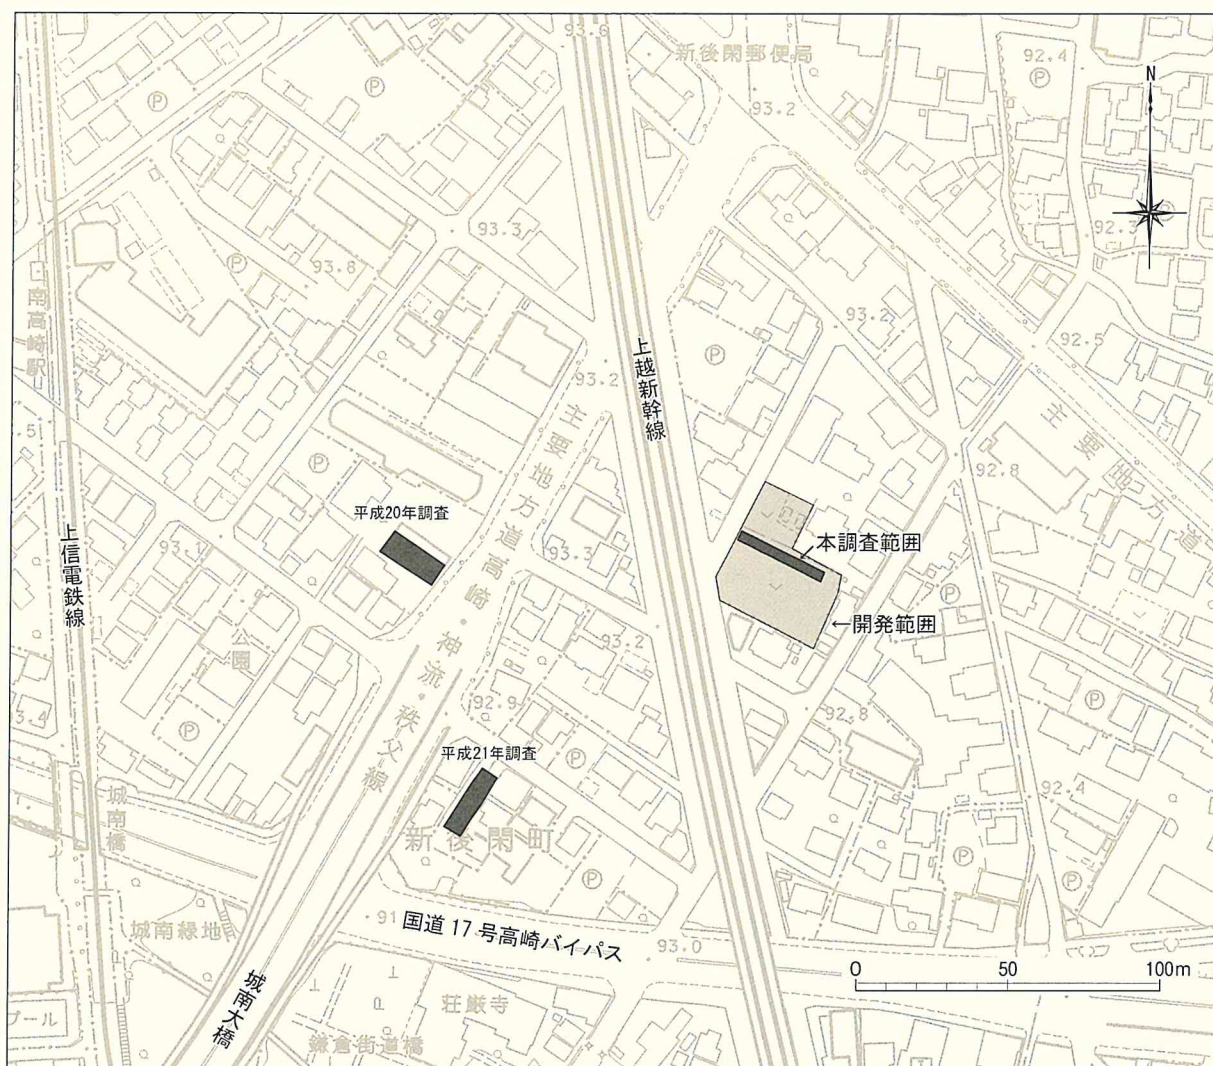 93.6
新後閑郵便局
92.4
P
P
P
N
93.2
93.3
92.3
P
93.8
南高崎駅
93.2
92.5
P
上越新幹線
93.2
主要地方道高崎・神流・秩父線
主要地方道
92.8
P
平成20年調査
本調査範囲
上信電鉄線
93.1
93.3
P
←開発範囲
公園
93.2
92.9
P
P
92.8
3.4
平成21年調査
P
城南橋
92.4
新後閑町
P
P
P
城南緑地
91
国道17号高崎バイパス
93.0
0 50 100m
城南大橋
荘厳寺
プール
鎌倉街道橋